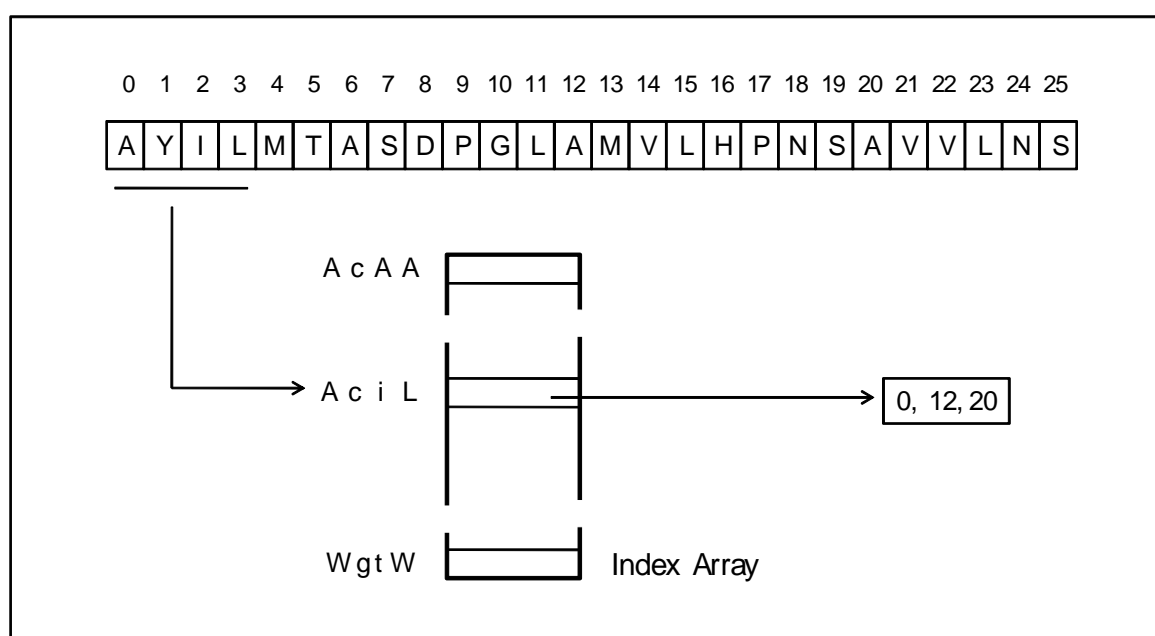 0 1 2 3 4 5 6 7 8 9 10 11 12 13 14 15 16 17 18 19 20 21 22 23 24 25
A Y I L M T A S D P G L A M V L H P N S A V V L N S
A c A A
A c i L
0, 12, 20
W g t W
Index Array